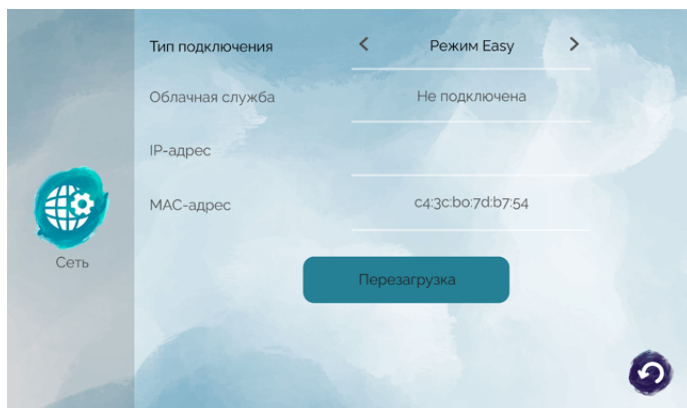 Тип подключения < Режим Easy >
Облачная служба Не подключена
IP-адрес
MAC-адрес c4:3c:b0:7d:b7:54
Сеть
Перезагрузка